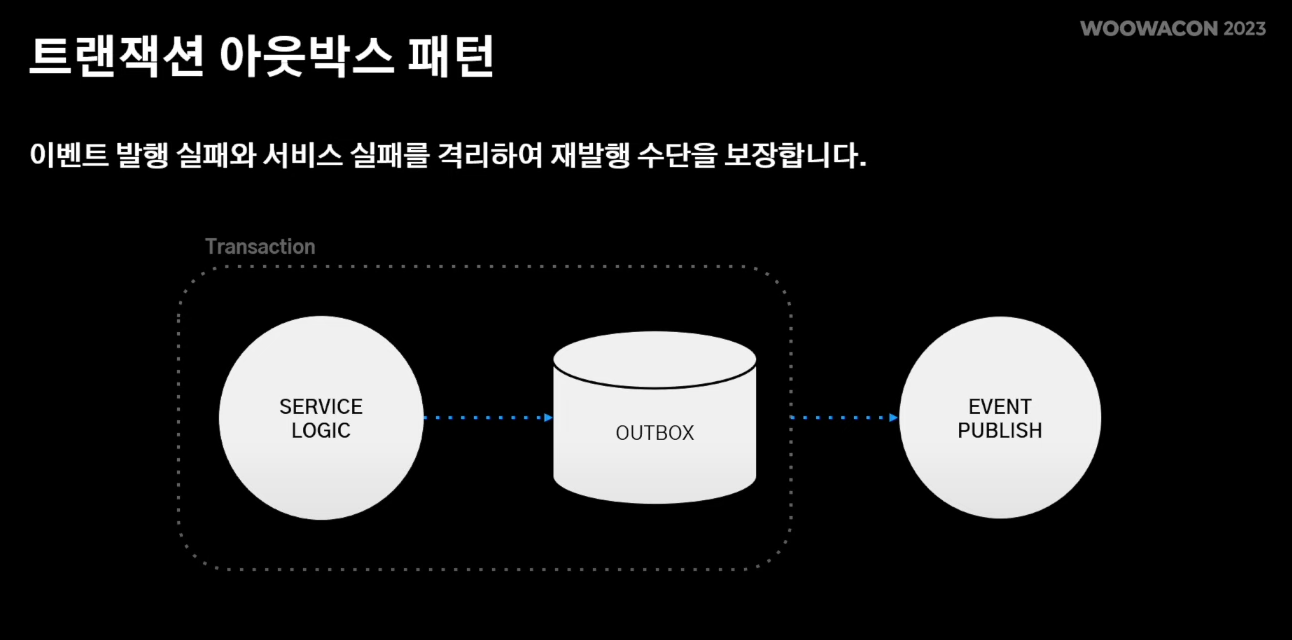 WOOWACON 2023
트랜잭션 아웃박스 패턴
이벤트 발행 실패와 서비스 실패를 격리하여 재발행 수단을 보장합니다.
Transaction
SERVICE
LOGIC
OUTBOX
EVENT
PUBLISH